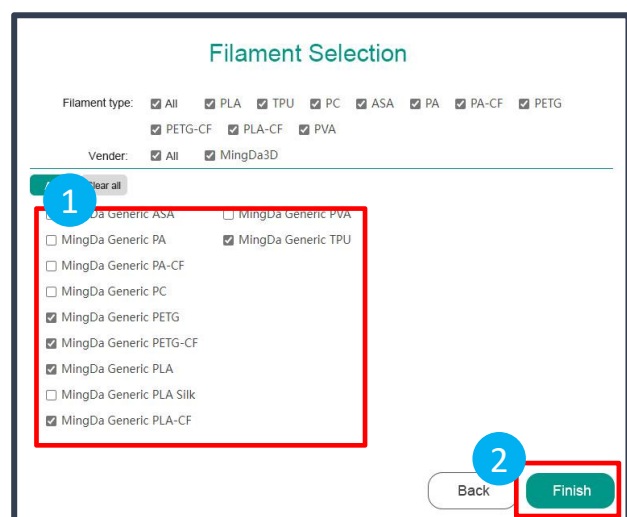 Filament Selection
Filament type: All PLA TPU PC ASA PA PA-CF PETG
PETG-CF PLA-CF PVA
Vender: All MingDa3D
Clear all
1
MingDa Generic ASA MingDa Generic PVA
MingDa Generic PA MingDa Generic TPU
MingDa Generic PA-CF
MingDa Generic PC
MingDa Generic PETG
MingDa Generic PETG-CF
MingDa Generic PLA
MingDa Generic PLA Silk
MingDa Generic PLA-CF
2
Back Finish